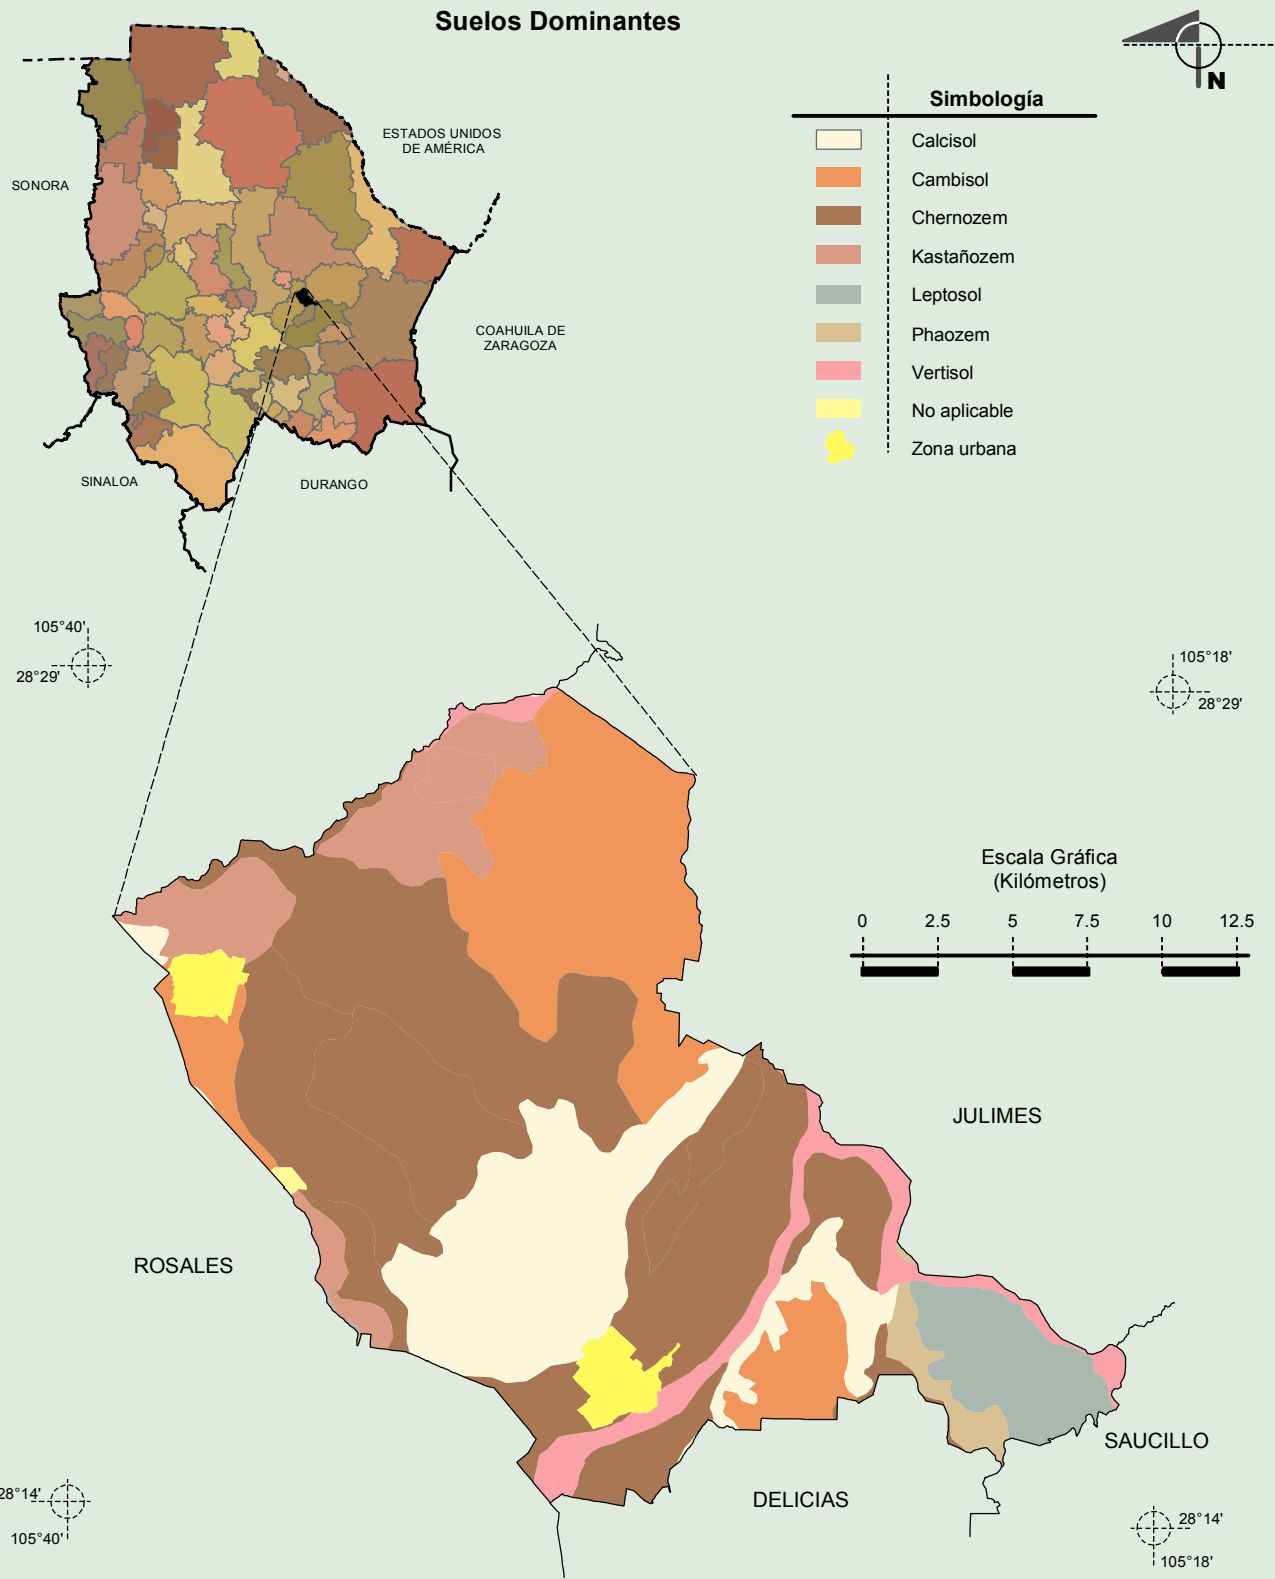 Suelos Dominantes
N
Simbología
Calcisol
Cambisol
Chernozem
Kastañozem
Leptosol
Phaozem
Vertisol
No aplicable
Zona urbana
ESTADOS UNIDOS
DE AMÉRICA
SONORA
COAHUILA DE
ZARAGOZA
SINALOA
DURANGO
105°40'
28°29'
105°18'
28°29'
Escala Gráfica
(Kilómetros)
0 2.5 5 7.5 10 12.5
JULIMES
ROSALES
SAUCILLO
DELICIAS
28°14'
105°40'
28°14'
105°18'